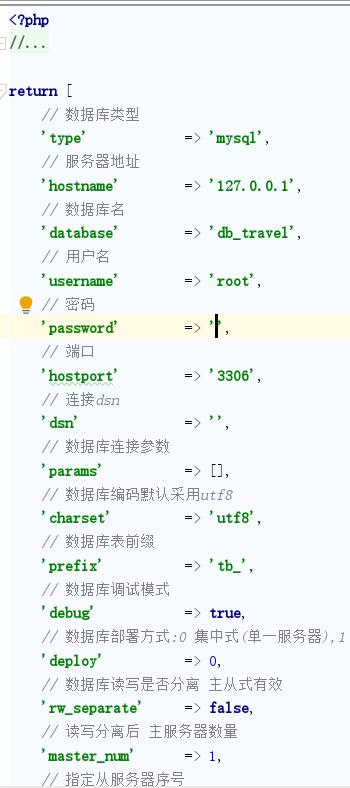 <?php
//...
return [
// 数据库类型
'type' => 'mysql',
// 服务器地址
'hostname' => '127.0.0.1',
// 数据库名
'database' => 'db_travel',
// 用户名
'username' => 'root',
// 密码
'password' => '',
// 端口
'hostport' => '3306',
// 连接dsn
'dsn' => '',
// 数据库连接参数
'params' => [],
// 数据库编码默认采用utf8
'charset' => 'utf8',
// 数据库表前缀
'prefix' => 'tb_',
// 数据库调试模式
'debug' => true,
// 数据库部署方式:0 集中式(单一服务器),1
'deploy' => 0,
// 数据库读写是否分离 主从式有效
'rw_separate' => false,
// 读写分离后 主服务器数量
'master_num' => 1,
// 指定从服务器序号